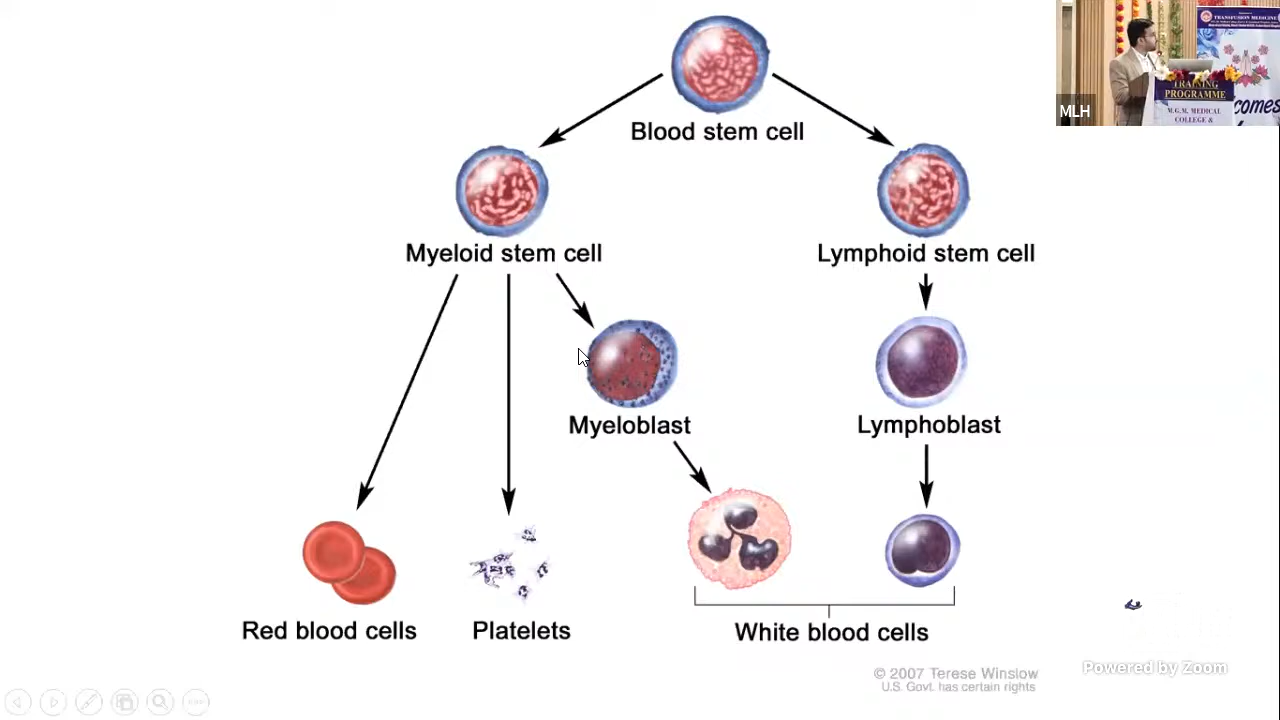 Blood stem cell
Myeloid stem cell
Lymphoid stem cell
Myeloblast
Lymphoblast
Red blood cells
Platelets
White blood cells
© 2007 Terese Winslow
U.S. Govt. has certain rights
Powered by Zoom
MLH
TRANSFUSION MEDICINE
TRAINING
PROGRAMME
M.G.M. MEDICAL
COLLEGE &
comes